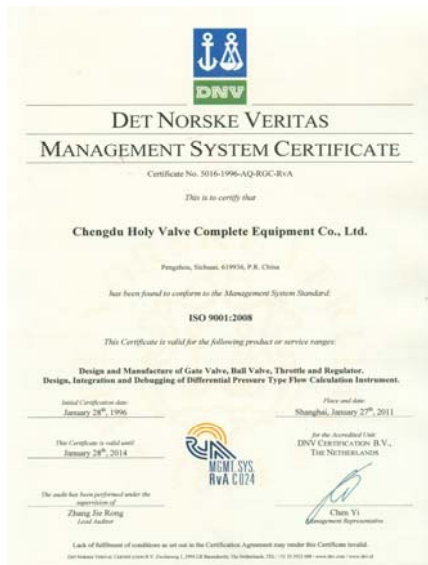 DNV
DET NORSKE VERITAS
MANAGEMENT SYSTEM CERTIFICATE
Certificate No. 5016-1996-AQ-RGC-RvA
This is to certify that
Chengdu Holy Valve Complete Equipment Co., Ltd.
Pengzhou, Sichuan, 619936, P.R. China
has been found to conform to the Management System Standard:
ISO 9001:2008
This Certificate is valid for the following product or service ranges:
Design and Manufacture of Gate Valve, Ball Valve, Throttle and Regulator.
Design, Integration and Debugging of Differential Pressure Type Flow Calculation Instrument.
Initial Certification date:
January 28th, 1996
Place and date:
Shanghai, January 27th, 2011
This Certificate is valid until
January 28th, 2014
for the Accredited Unit
DNV CERTIFICATION B.V.,
THE NETHERLANDS
RVA
MGMT. SYS.
RvA C024
The audit has been performed under the
supervision of
Zhang Jie Rong
Lead Auditor
Chen Yi
Management Representative
Lack of fulfilment of conditions as set out in the Certification Agreement may render this Certificate invalid.